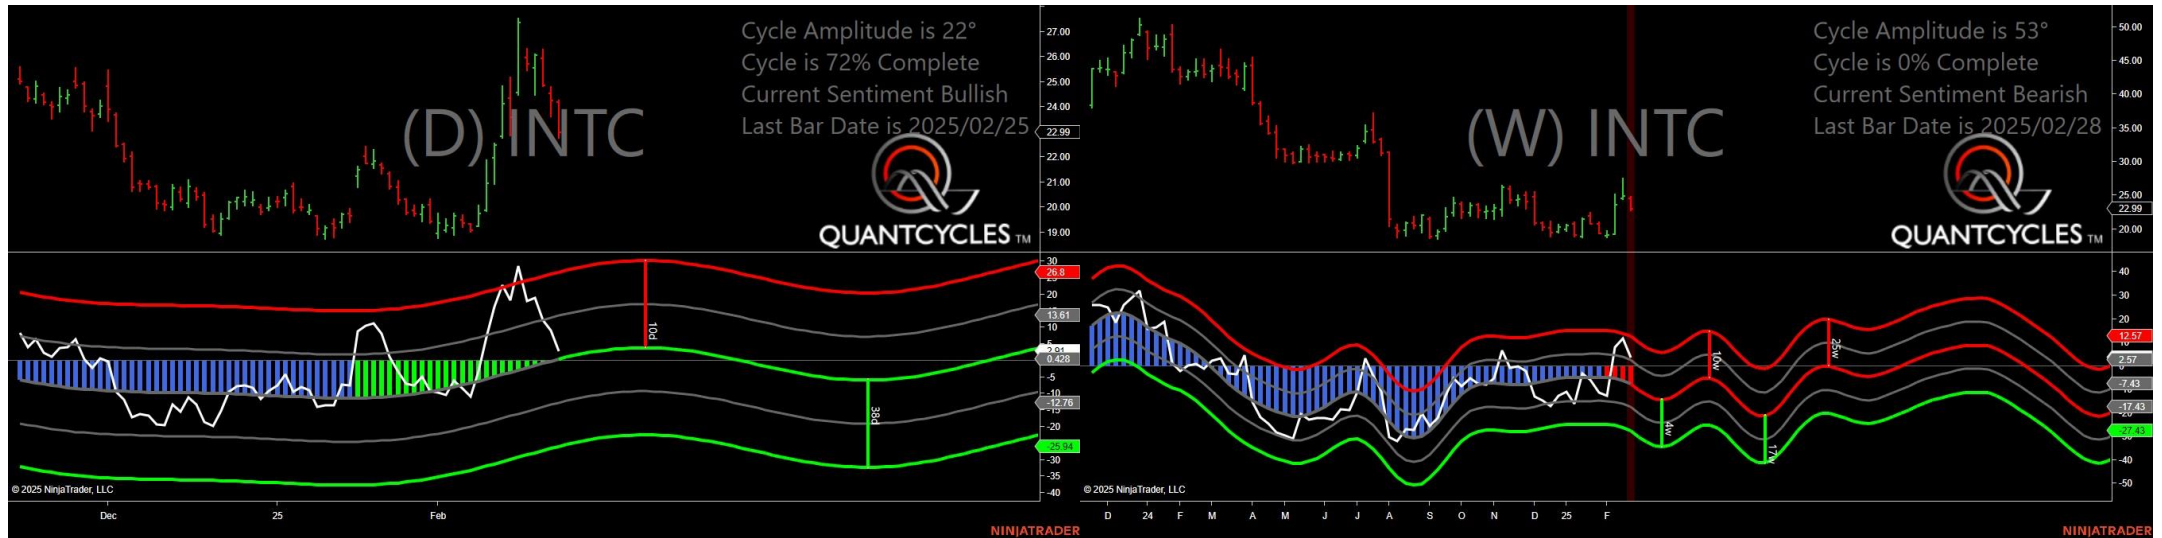 Cycle Amplitude is 22°
Cycle is 72% Complete
Current Sentiment Bullish
Last Bar Date is 2025/02/25
(D) INTC
QUANTCYCLES TM
27.00
26.00
25.00
24.00
22.99
22.00
21.00
20.00
19.00
30
26.8
20
13.61
10
0.428
-5
-10
-12.76
-20
-25.94
-30
-35
-40
10d
38d
© 2025 NinjaTrader, LLC
Dec
25
Feb
NINJATRADER
Cycle Amplitude is 53°
Cycle is 0% Complete
Current Sentiment Bearish
Last Bar Date is 2025/02/28
(W) INTC
QUANTCYCLES TM
50.00
45.00
40.00
35.00
30.00
25.00
22.99
20.00
40
30
20
12.57
2.57
-7.43
-17.43
-27.43
-40
-50
10w
25w
4w
17w
© 2025 NinjaTrader, LLC
D 24 F M A M J J A S O N D 25 F
NINJATRADER